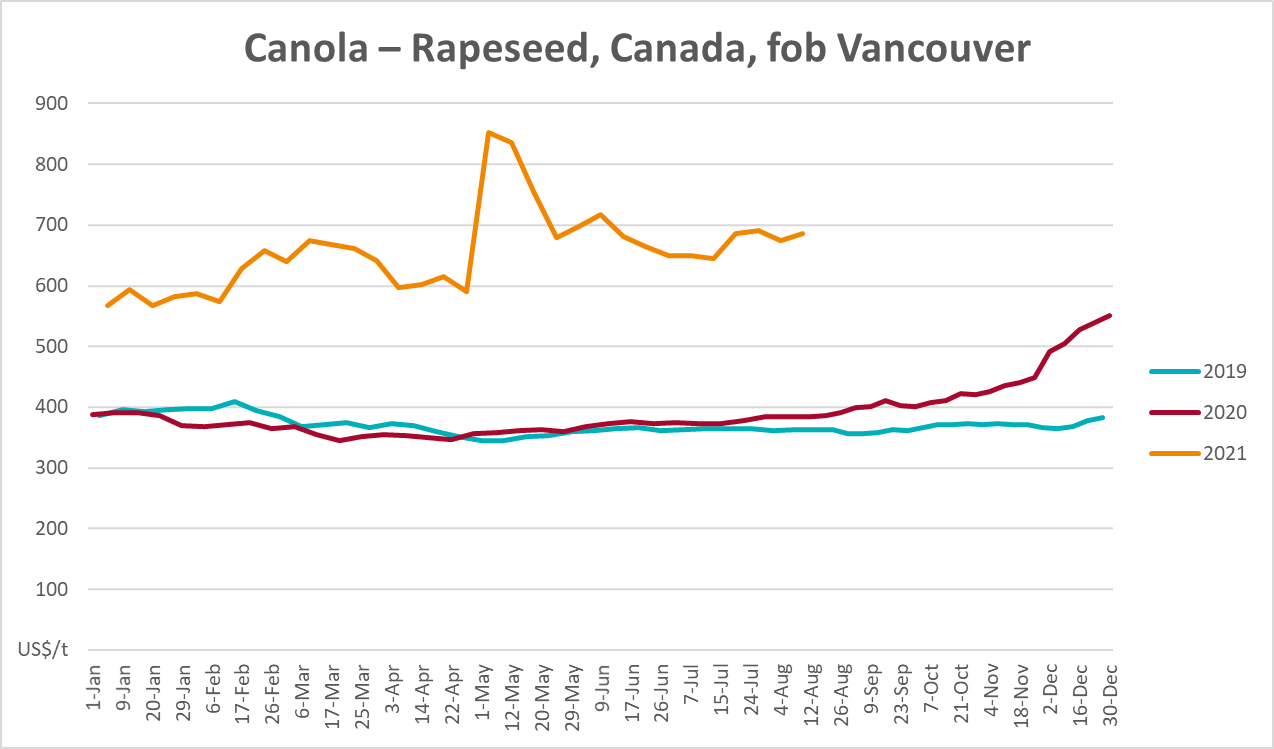 Canola – Rapeseed, Canada, fob Vancouver
900
800
700
600
500
400
300
200
100
US$/t
1-Jan
9-Jan
20-Jan
29-Jan
6-Feb
17-Feb
26-Feb
6-Mar
17-Mar
25-Mar
3-Apr
14-Apr
22-Apr
1-May
12-May
20-May
29-May
9-Jun
17-Jun
26-Jun
7-Jul
15-Jul
24-Jul
4-Aug
12-Aug
26-Aug
9-Sep
23-Sep
7-Oct
21-Oct
4-Nov
18-Nov
2-Dec
16-Dec
30-Dec
2019
2020
2021